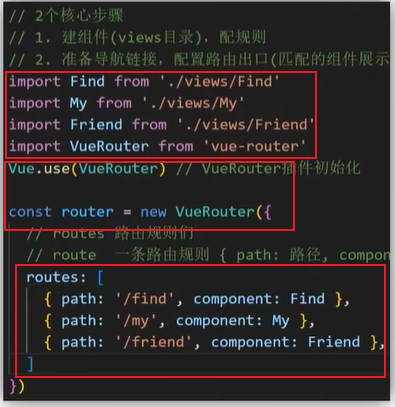 // 2个核心步骤
// 1. 建组件(views目录)，配规则
// 2. 准备导航链接，配置路由出口(匹配的组件展示
import Find from './views/Find'
import My from './views/My'
import Friend from './views/Friend'
import VueRouter from 'vue-router'
Vue.use(VueRouter) // VueRouter插件初始化
const router = new VueRouter({
// routes 路由规则们
// route 一条路由规则 { path: 路径, compon
routes: [
{ path: '/find', component: Find },
{ path: '/my', component: My },
{ path: '/friend', component: Friend },
]
})